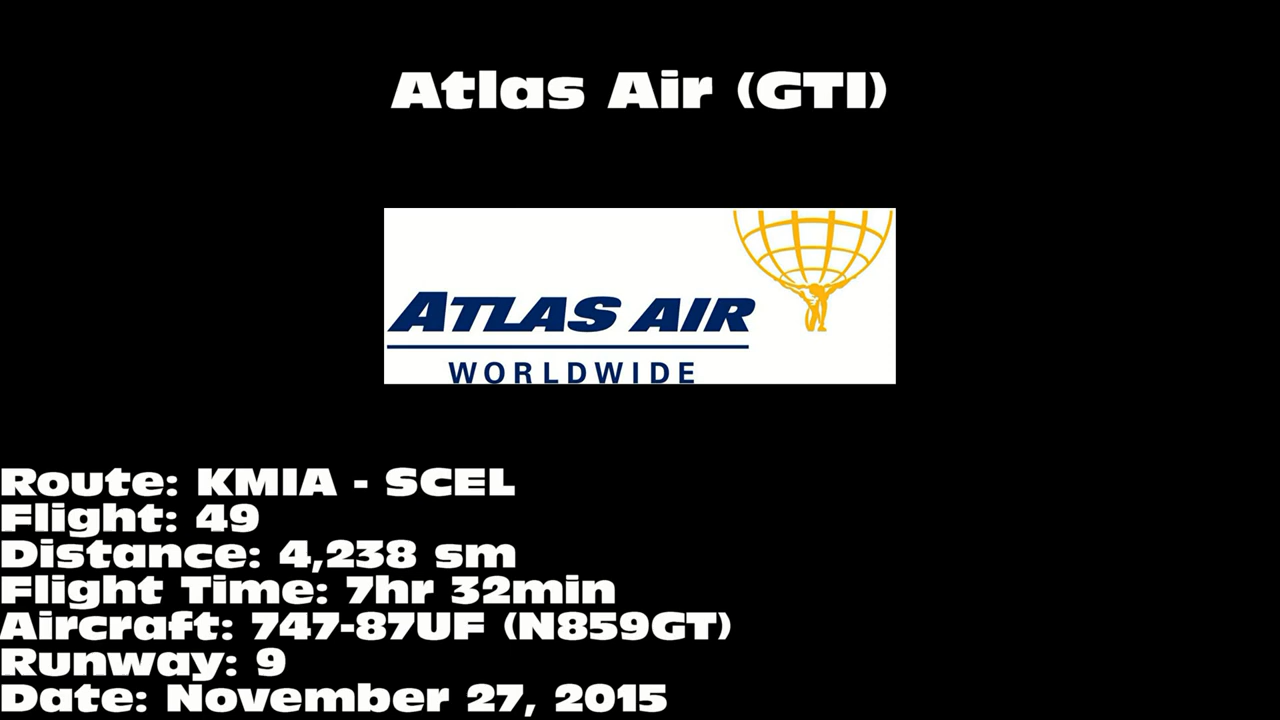 Atlas Air (GTI)
ATLAS AIR
WORLDWIDE
Route: KMIA - SCEL
Flight: 49
Distance: 4,238 sm
Flight Time: 7hr 32min
Aircraft: 747-87UF (N859GT)
Runway: 9
Date: November 27, 2015